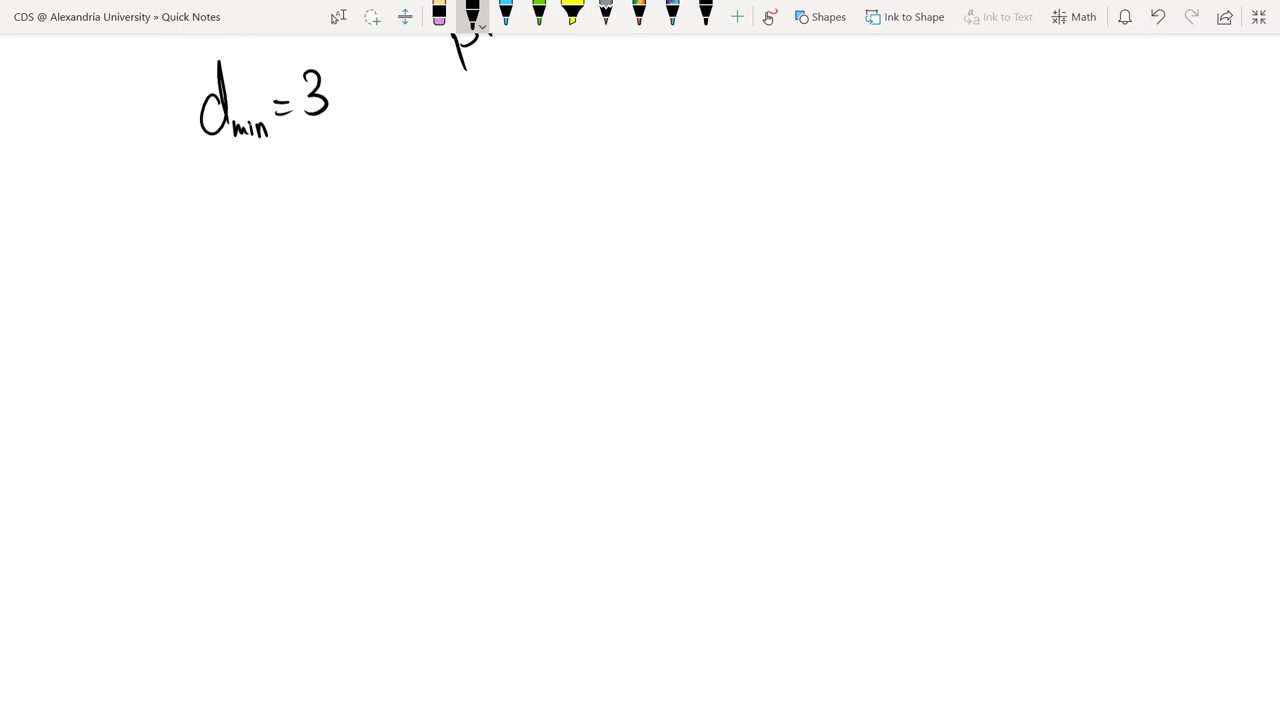 CDS @ Alexandria University » Quick Notes
Shapes
Ink to Shape
Ink to Text
Math
d_min = 3